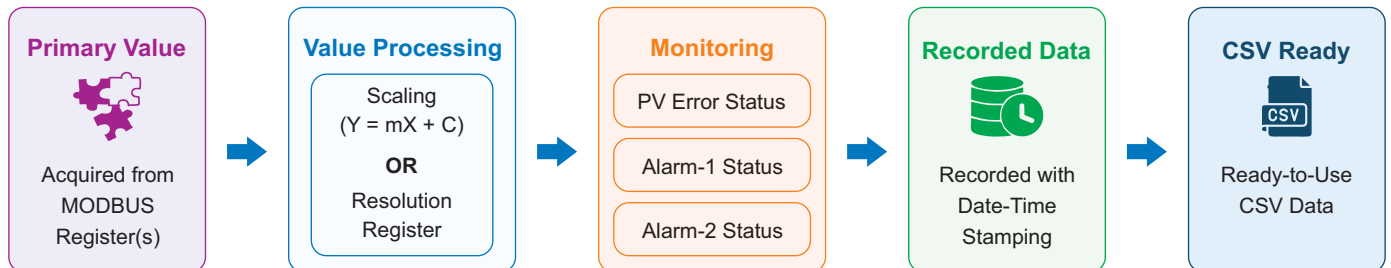 Primary Value
Acquired from
MODBUS
Register(s)
Value Processing
Scaling
(Y = mX + C)
OR
Resolution
Register
Monitoring
PV Error Status
Alarm-1 Status
Alarm-2 Status
Recorded Data
Recorded with
Date-Time
Stamping
CSV Ready
CSV
Ready-to-Use
CSV Data